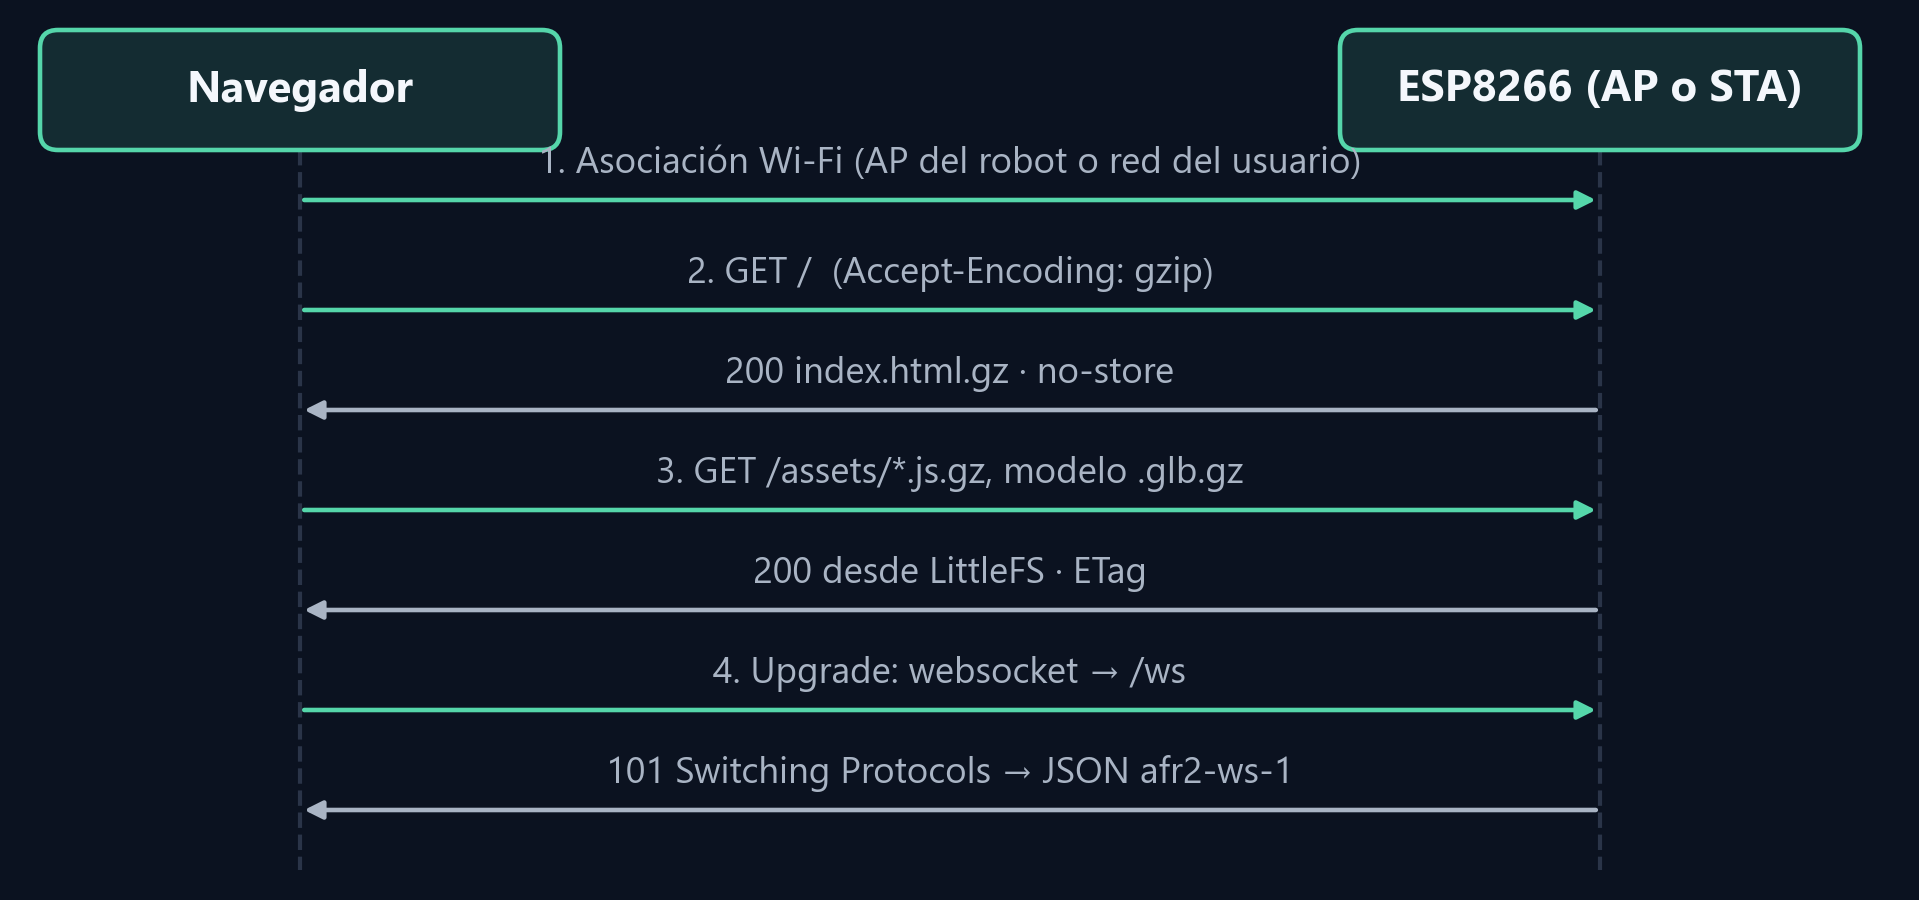 Navegador
ESP8266 (AP o STA)
1. Asociación Wi-Fi (AP del robot o red del usuario)
2. GET /  (Accept-Encoding: gzip)
200 index.html.gz · no-store
3. GET /assets/*.js.gz, modelo .glb.gz
200 desde LittleFS · ETag
4. Upgrade: websocket → /ws
101 Switching Protocols → JSON afr2-ws-1